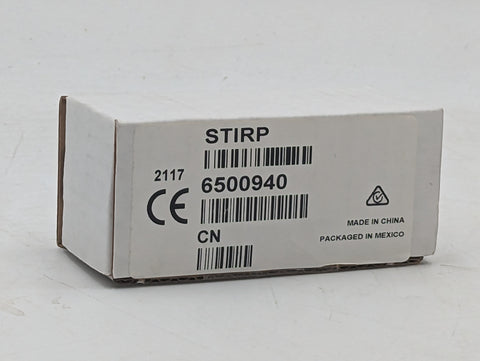 STIRP
2117
6500940
CE
MADE IN CHINA
CN
PACKAGED IN MEXICO